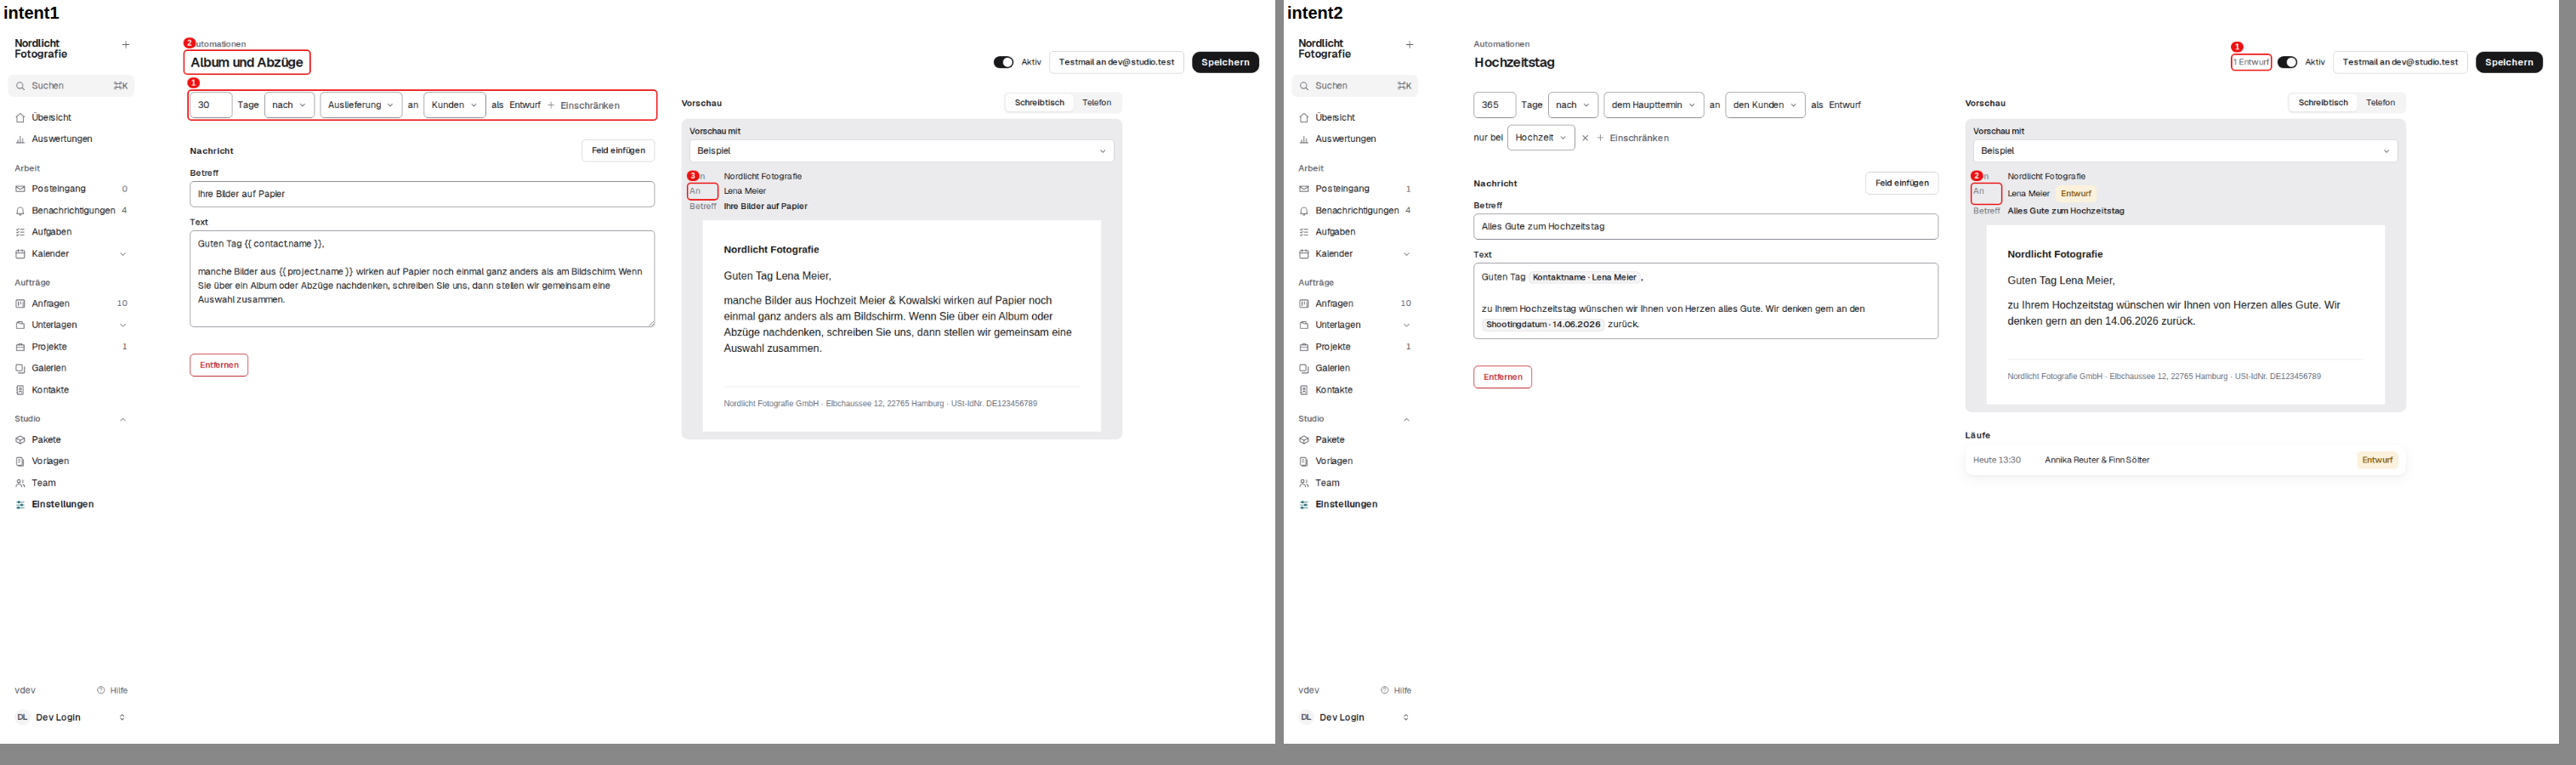 intent1
Nordlicht
Fotografie
Suchen ⌘K
Übersicht
Auswertungen
Arbeit
Posteingang 0
Benachrichtigungen 4
Aufgaben
Kalender
Aufträge
Anfragen 10
Unterlagen
Projekte 1
Galerien
Kontakte
Studio
Pakete
Vorlagen
Team
Einstellungen
vdev Hilfe
DL Dev Login
2 utomationen
Album und Abzüge
Aktiv Testmail an dev@studio.test Speichern
1
30 Tage nach Auslieferung an Kunden als Entwurf + Einschränken
Nachricht Feld einfügen
Betreff
Ihre Bilder auf Papier
Text
Guten Tag {{ contact.name }},
manche Bilder aus {{ project.name }} wirken auf Papier noch einmal ganz anders als am Bildschirm. Wenn
Sie über ein Album oder Abzüge nachdenken, schreiben Sie uns, dann stellen wir gemeinsam eine
Auswahl zusammen.
Entfernen
Vorschau Schreibtisch Telefon
Vorschau mit
Beispiel
3 n Nordlicht Fotografie
An Lena Meier
Betreff Ihre Bilder auf Papier
Nordlicht Fotografie
Guten Tag Lena Meier,
manche Bilder aus Hochzeit Meier & Kowalski wirken auf Papier noch
einmal ganz anders als am Bildschirm. Wenn Sie über ein Album oder
Abzüge nachdenken, schreiben Sie uns, dann stellen wir gemeinsam eine
Auswahl zusammen.
Nordlicht Fotografie GmbH · Elbchaussee 12, 22765 Hamburg · USt-IdNr. DE123456789
intent2
Nordlicht
Fotografie
Suchen ⌘K
Übersicht
Auswertungen
Arbeit
Posteingang 1
Benachrichtigungen 4
Aufgaben
Kalender
Aufträge
Anfragen 10
Unterlagen
Projekte 1
Galerien
Kontakte
Studio
Pakete
Vorlagen
Team
Einstellungen
vdev Hilfe
DL Dev Login
Automationen
Hochzeitstag
1
1 Entwurf Aktiv Testmail an dev@studio.test Speichern
365 Tage nach dem Haupttermin an den Kunden als Entwurf
nur bei Hochzeit × + Einschränken
Nachricht Feld einfügen
Betreff
Alles Gute zum Hochzeitstag
Text
Guten Tag Kontaktname · Lena Meier ,
zu Ihrem Hochzeitstag wünschen wir Ihnen von Herzen alles Gute. Wir denken gern an den
Shootingdatum · 14.06.2026 zurück.
Entfernen
Vorschau Schreibtisch Telefon
Vorschau mit
Beispiel
2 n Nordlicht Fotografie
An Lena Meier Entwurf
Betreff Alles Gute zum Hochzeitstag
Nordlicht Fotografie
Guten Tag Lena Meier,
zu Ihrem Hochzeitstag wünschen wir Ihnen von Herzen alles Gute. Wir
denken gern an den 14.06.2026 zurück.
Nordlicht Fotografie GmbH · Elbchaussee 12, 22765 Hamburg · USt-IdNr. DE123456789
Läufe
Heute 13:30 Annika Reuter & Finn Sölter Entwurf